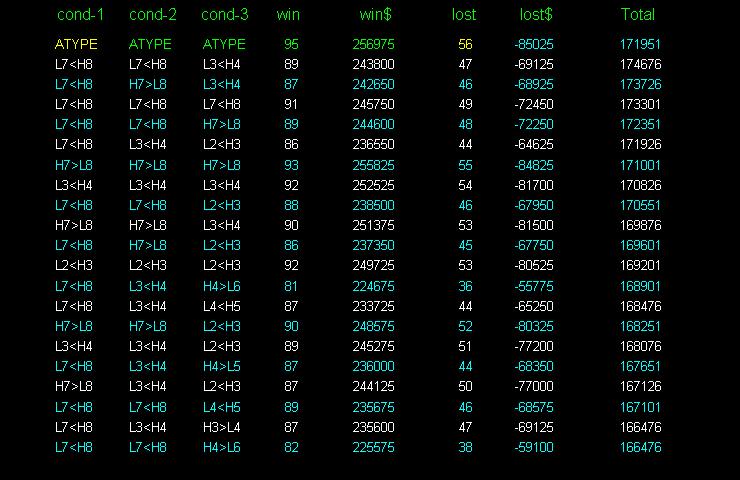 cond-1 cond-2 cond-3 win win$ lost lost$ Total
ATYPE ATYPE ATYPE 95 256975 56 -85025 171951
L7<H8 L7<H8 L3<H4 89 243800 47 -69125 174676
L7<H8 H7>L8 L3<H4 87 242650 46 -68925 173726
L7<H8 L7<H8 L7<H8 91 245750 49 -72450 173301
L7<H8 L7<H8 H7>L8 89 244600 48 -72250 172351
L7<H8 L3<H4 L2<H3 86 236550 44 -64625 171926
H7>L8 H7>L8 H7>L8 93 255825 55 -84825 171001
L3<H4 L3<H4 L3<H4 92 252525 54 -81700 170826
L7<H8 L7<H8 L2<H3 88 238500 46 -67950 170551
H7>L8 H7>L8 L3<H4 90 251375 53 -81500 169876
L7<H8 H7>L8 L2<H3 86 237350 45 -67750 169601
L2<H3 L2<H3 L2<H3 92 249725 53 -80525 169201
L7<H8 L3<H4 H4>L6 81 224675 36 -55775 168901
L7<H8 L3<H4 L4<H5 87 233725 44 -65250 168476
H7>L8 H7>L8 L2<H3 90 248575 52 -80325 168251
L3<H4 L3<H4 L2<H3 89 245275 51 -77200 168076
L7<H8 L3<H4 H4>L5 87 236000 44 -68350 167651
H7>L8 L3<H4 L2<H3 87 244125 50 -77000 167126
L7<H8 L7<H8 L4<H5 89 235675 46 -68575 167101
L7<H8 L3<H4 H3>L4 87 235600 47 -69125 166476
L7<H8 L7<H8 H4>L6 82 225575 38 -59100 166476